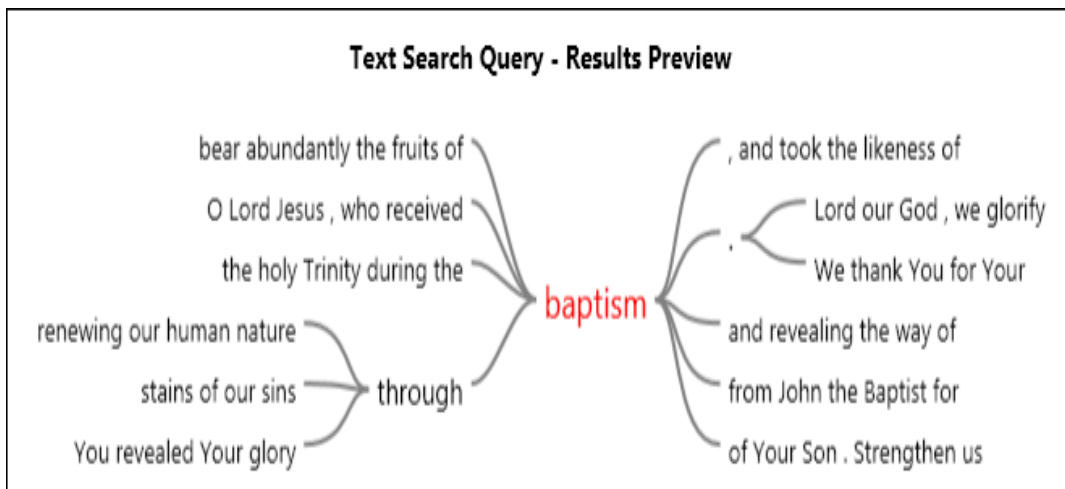 Text Search Query - Results Preview
bear abundantly the fruits of
O Lord Jesus , who received
the holy Trinity during the
renewing our human nature
stains of our sins
You revealed Your glory
through
baptism
, and took the likeness of
.
Lord our God , we glorify
We thank You for Your
and revealing the way of
from John the Baptist for
of Your Son . Strengthen us